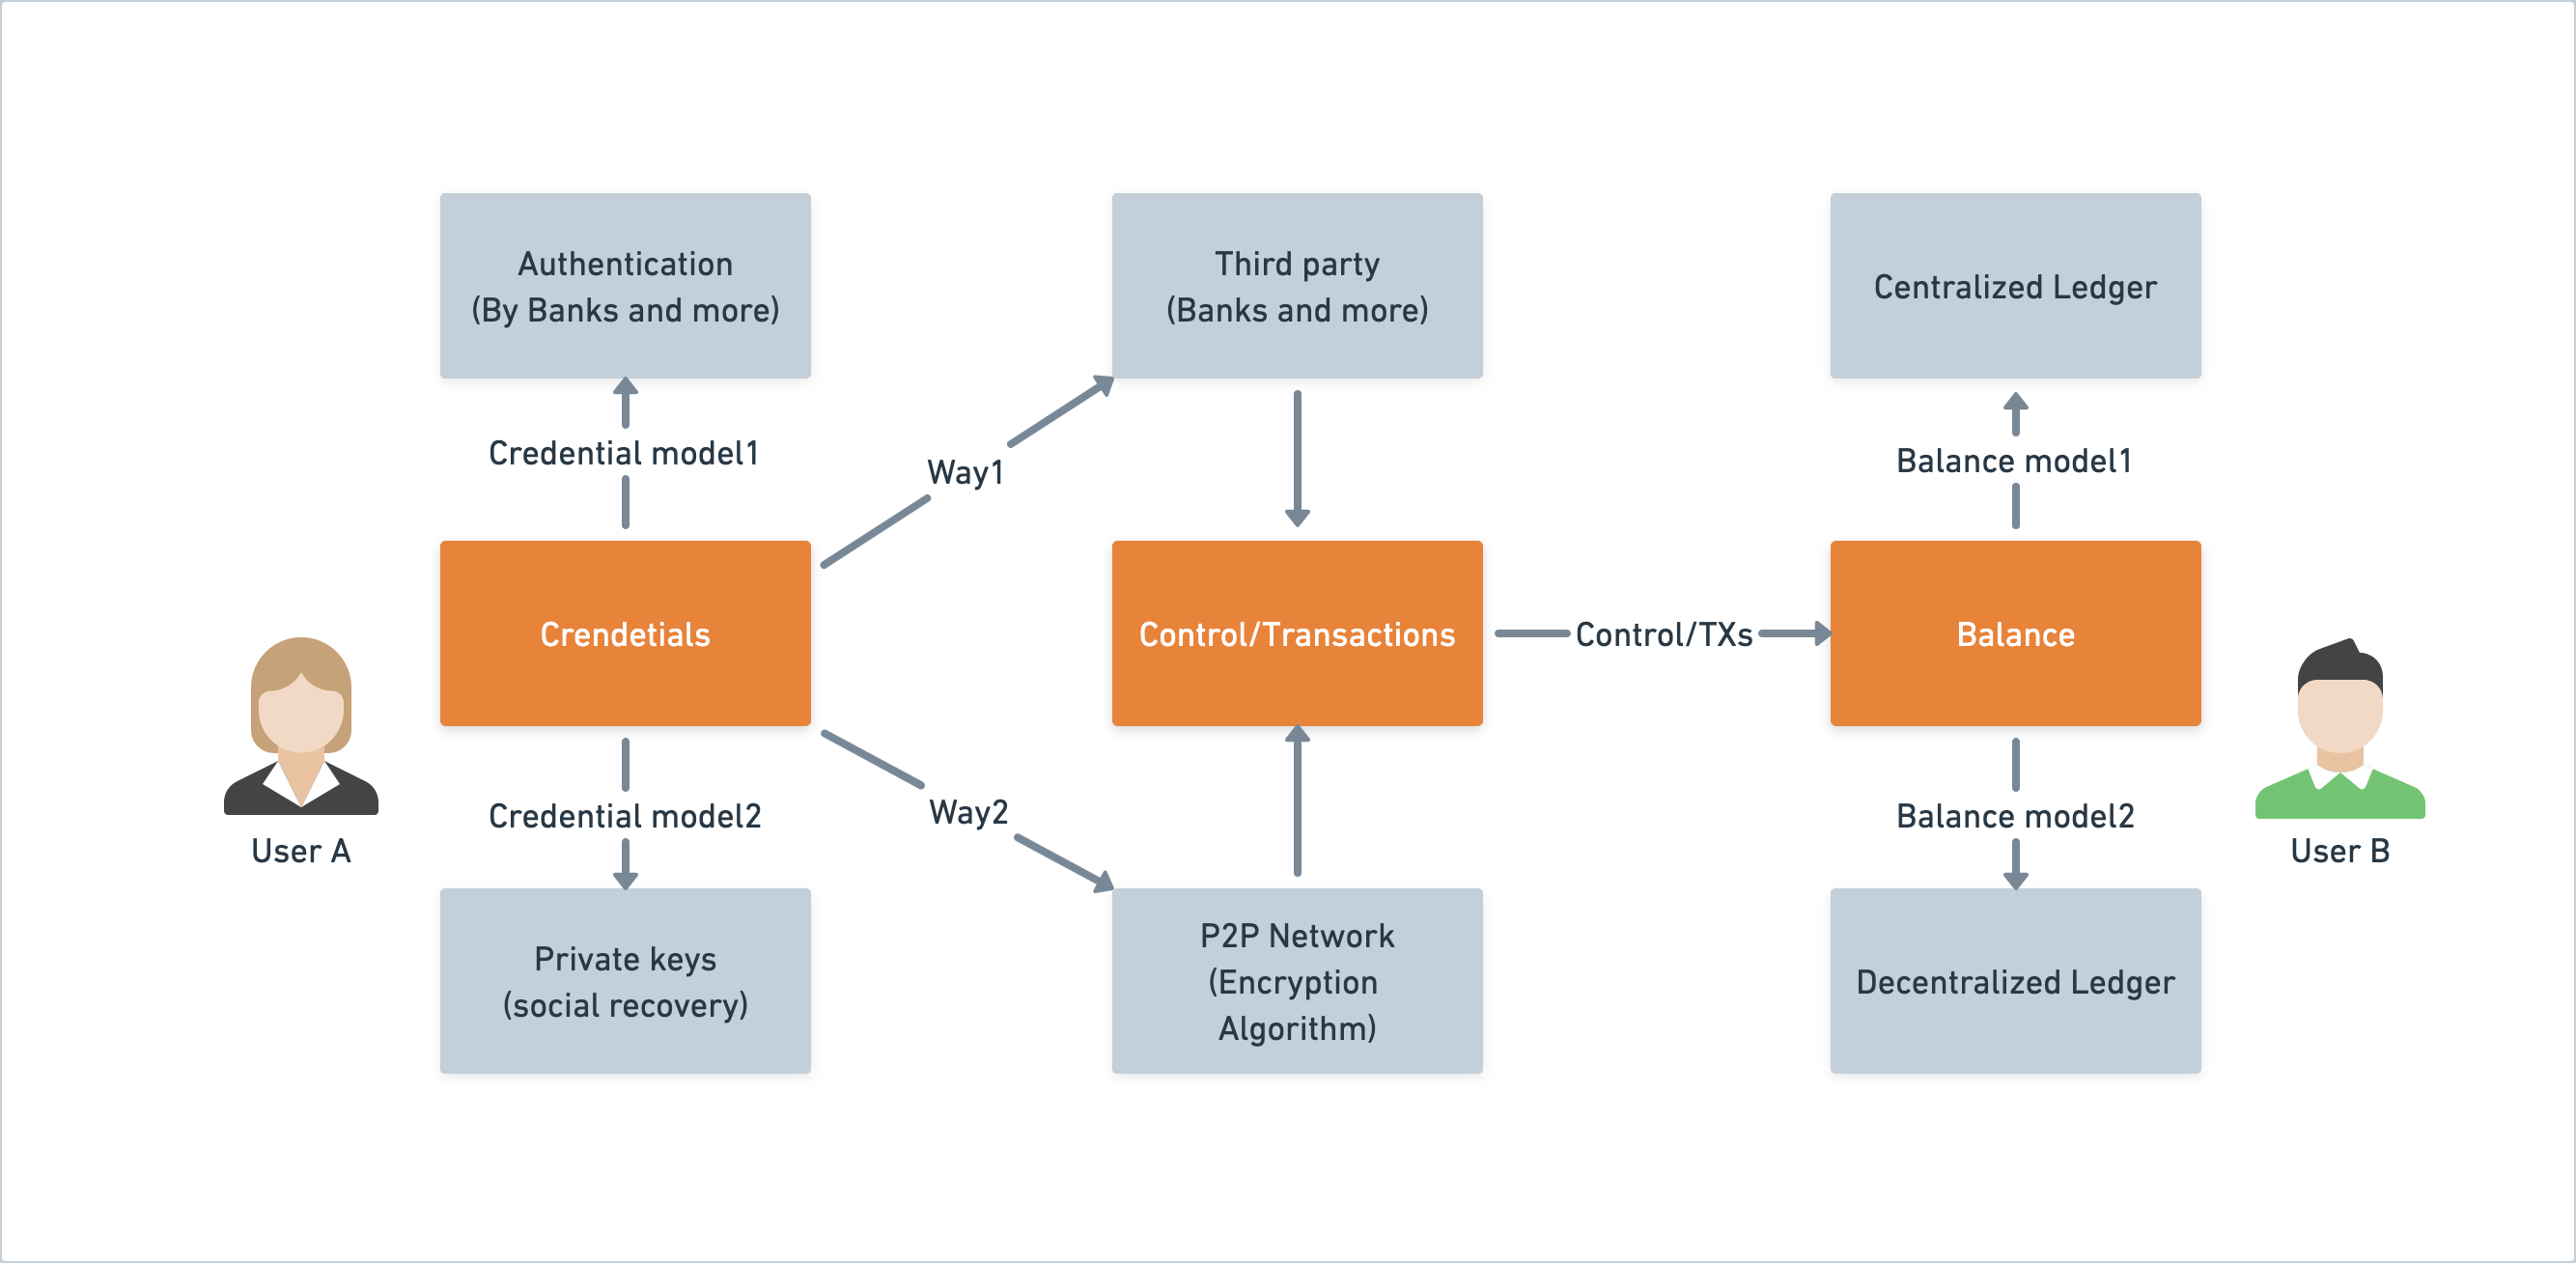 Authentication
(By Banks and more)
Third party
(Banks and more)
Centralized Ledger
Credential model1
Way1
Balance model1
Crendetials
Control/Transactions
Control/TXs
Balance
User A
Credential model2
Way2
Balance model2
User B
Private keys
(social recovery)
P2P Network
(Encryption
Algorithm)
Decentralized Ledger